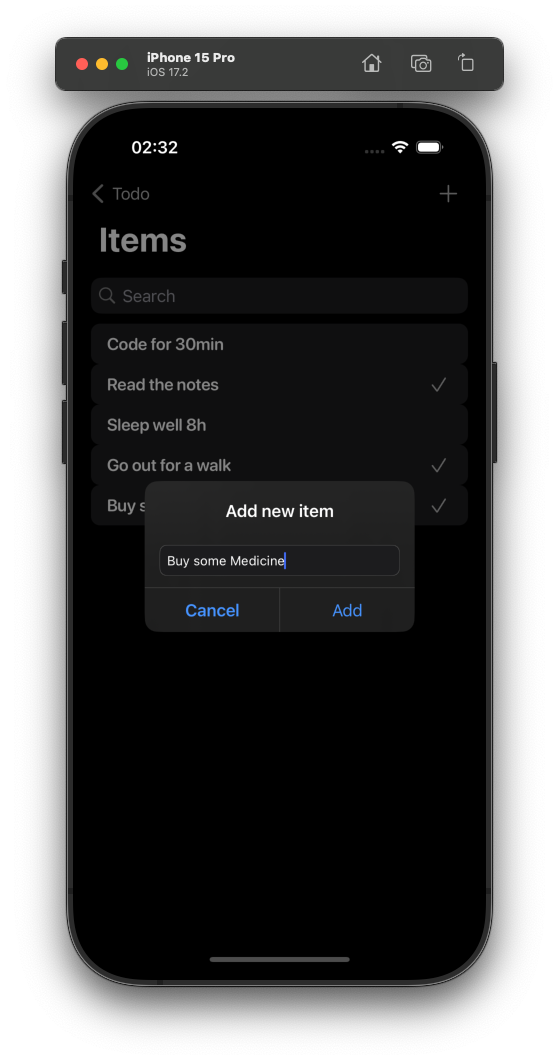 iPhone 15 Pro
iOS 17.2
02:32
Todo
Items
Search
Code for 30min
Read the notes
Sleep well 8h
Go out for a walk
Buy
Add new item
Buy some Medicine
Cancel
Add